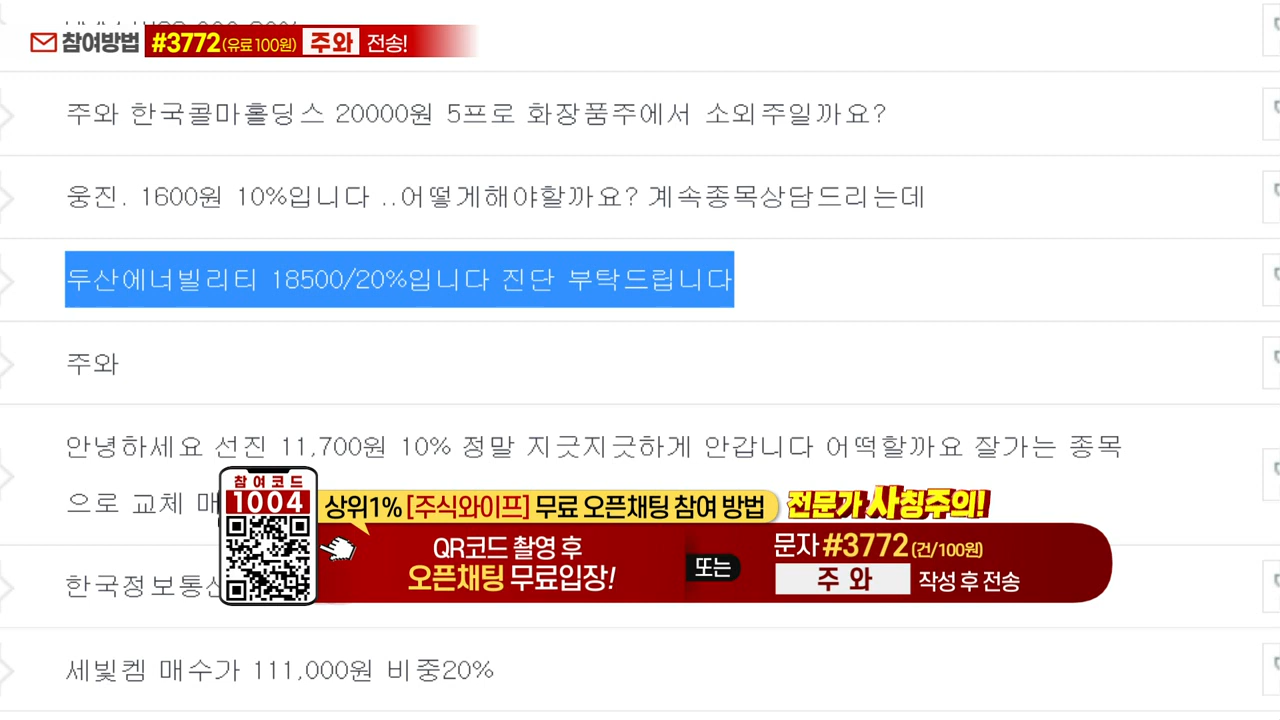 참여방법 #3772(유료100원) 주와 전송!
주와 한국콜마홀딩스 20000원 5프로 화장품주에서 소외주일까요?
웅진. 1600원 10%입니다 ..어떻게해야할까요? 계속종목상담드리는데
두산에너빌리티 18500/20%입니다 진단 부탁드립니다
주와
안녕하세요 선진 11,700원 10% 정말 지긋지긋하게 안갑니다 어떡할까요 잘가는 종목
으로 교체
참여코드
1004
상위1% [주식와이프] 무료 오픈채팅 참여 방법
전문가 사칭주의!
QR코드 촬영 후
오픈채팅 무료입장!
또는
문자 #3772 (건/100원)
주 와 작성 후 전송
한국정보통신
세빛켐 매수가 111,000원 비중20%